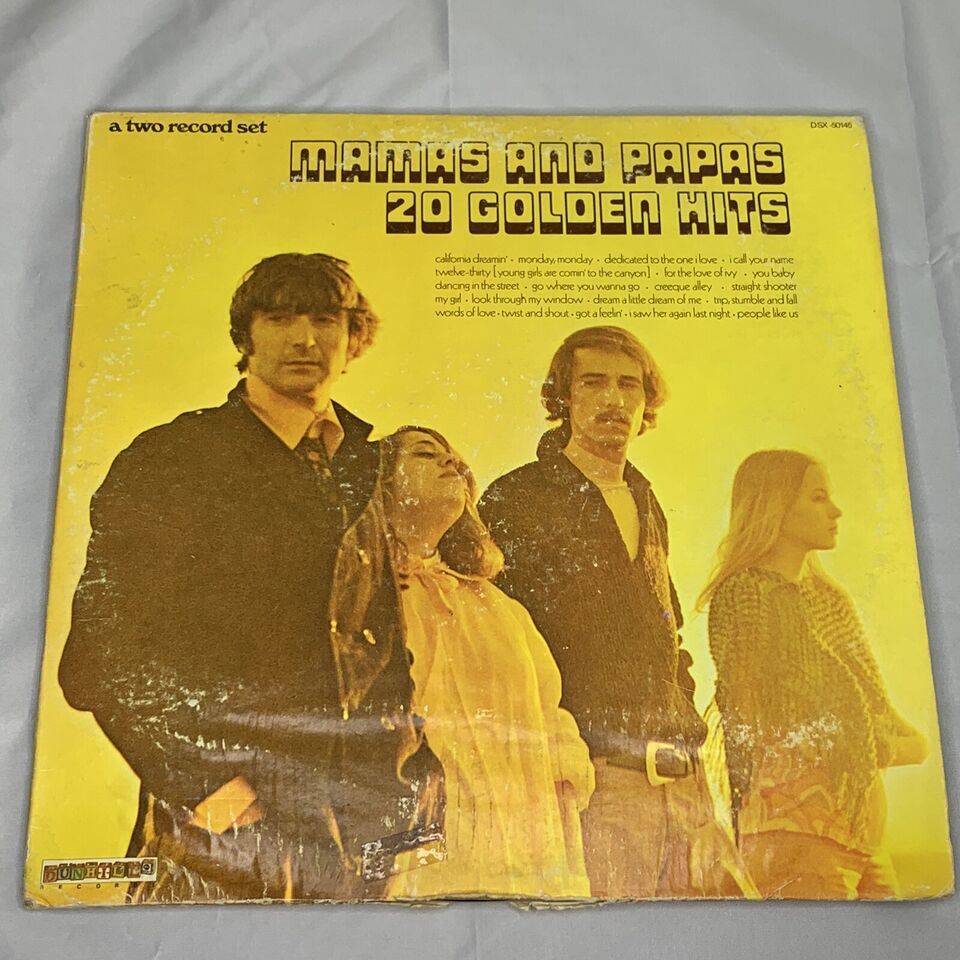 a two record set
DSX-50145
MAMAS AND PAPAS
20 GOLDEN HITS
california dreamin' • monday, monday • dedicated to the one i love • i call your name
twelve-thirty [young girls are comin' to the canyon] • for the love of ivy • you baby
dancing in the street • go where you wanna go • creeque alley • straight shooter
my girl • look through my window • dream a little dream of me • trip, stumble and fall
words of love • twist and shout • got a feelin' • i saw her again last night • people like us
DUNHILL
RECORDS